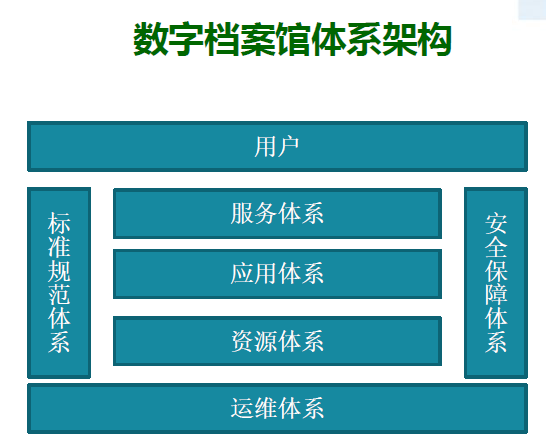 数字档案馆体系架构
用户
标准规范体系
服务体系
应用体系
资源体系
安全保障体系
运维体系